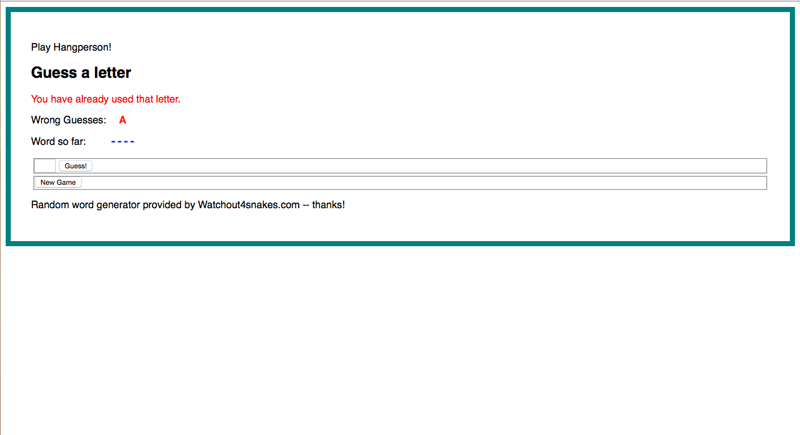 Play Hangperson!
Guess a letter
You have already used that letter.
Wrong Guesses: A
Word so far: ----
Guess!
New Game
Random word generator provided by Watchout4snakes.com -- thanks!